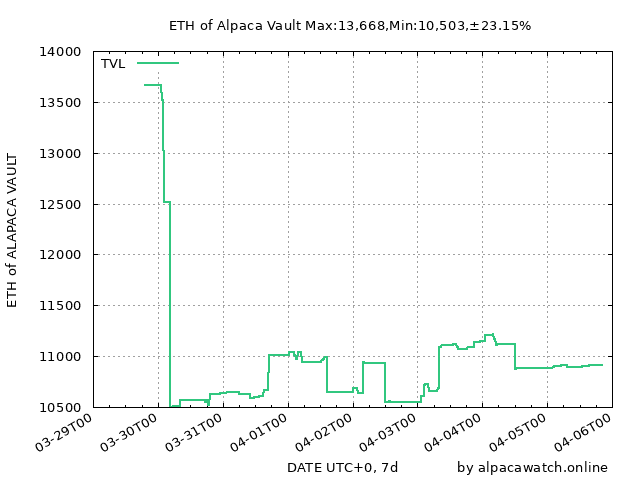 ETH of Alpaca Vault Max:13,668,Min:10,503,±23.15%
14000
TVL
13500
13000
12500
12000
11500
11000
10500
ETH of ALAPACA VAULT
03-29T00
03-30T00
03-31T00
04-01T00
04-02T00
04-03T00
04-04T00
04-05T00
04-06T00
DATE UTC+0, 7d
by alpacawatch.online